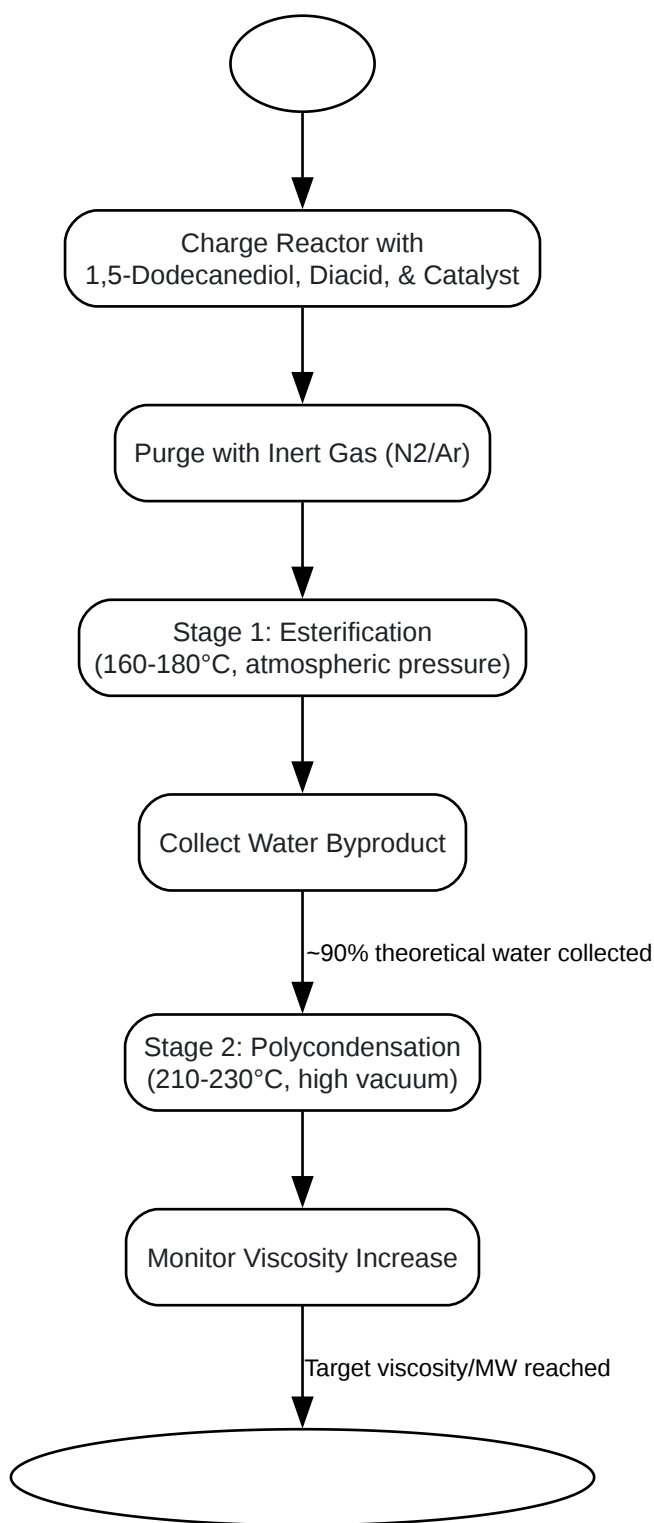 Charge Reactor with
1,5-Dodecanediol, Diacid, & Catalyst
Purge with Inert Gas (N2/Ar)
Stage 1: Esterification
(160-180°C, atmospheric pressure)
Collect Water Byproduct
~90% theoretical water collected
Stage 2: Polycondensation
(210-230°C, high vacuum)
Monitor Viscosity Increase
Target viscosity/MW reached